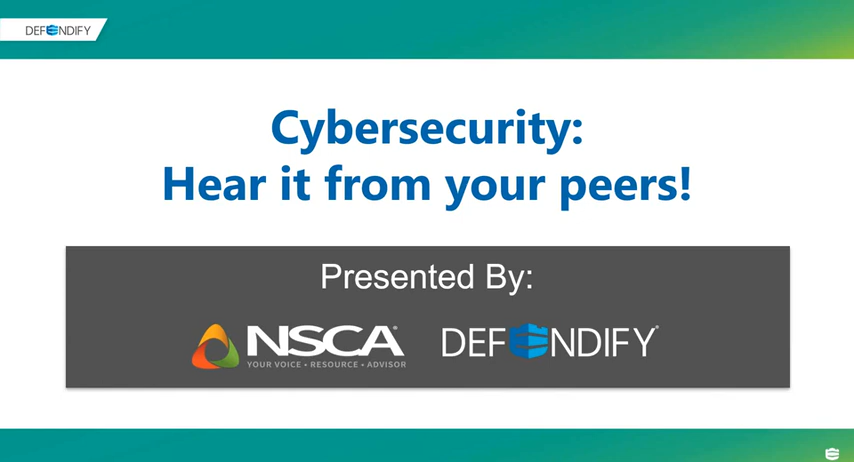 DEFENDIFY
Cybersecurity:
Hear it from your peers!
Presented By:
NSCA®
YOUR VOICE • RESOURCE • ADVISOR
DEFENDIFY®